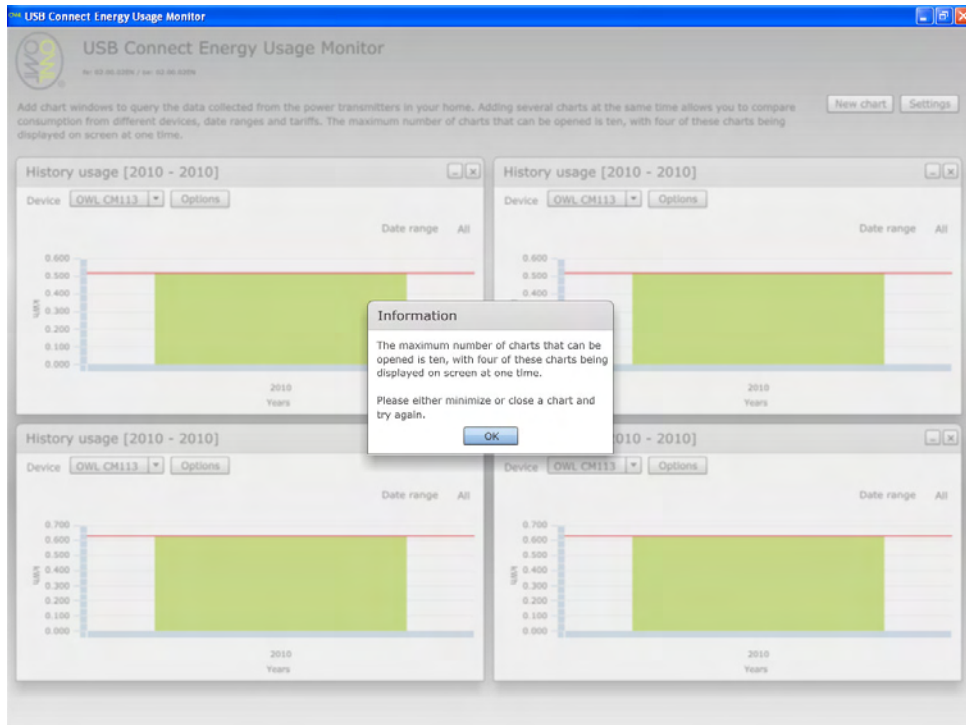 USB Connect Energy Usage Monitor
USB Connect Energy Usage Monitor
Add chart windows to query the data collected from the power transmitters in your home. Adding several charts at the same time allows you to compare
consumption from different devices, date ranges and tariffs. The maximum number of charts that can be opened is ten, with four of these charts being
displayed on screen at one time.
New chart
Settings
History usage [2010 - 2010]
Device OWL CM113 Options
Date range All
0.600
0.500
0.400
0.300
0.200
0.100
0.000
kWh
2010
Years
History usage [2010 - 2010]
Device OWL CM113 Options
Date range All
0.600
0.500
0.400
2010
Years
Information
The maximum number of charts that can be
opened is ten, with four of these charts being
displayed on screen at one time.
Please either minimize or close a chart and
try again.
OK
History usage [2010 - 2010]
Device OWL CM113 Options
Date range All
0.700
0.600
0.500
0.400
0.300
0.200
0.100
0.000
kWh
2010
Years
010 - 2010]
Device OWL CM113 Options
Date range All
0.700
0.600
0.500
0.400
0.300
0.200
0.100
0.000
kWh
2010
Years